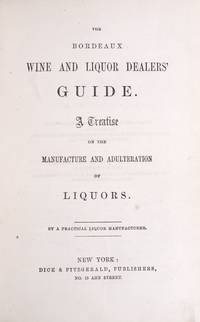 THE
BORDEAUX
WINE AND LIQUOR DEALERS'
GUIDE.
A Treatise
ON THE
MANUFACTURE AND ADULTERATION
OF
LIQUORS.
BY A PRACTICAL LIQUOR MANUFACTURER.
NEW YORK:
DICK & FITZGERALD, PUBLISHERS,
NO. 18 ANN STREET.